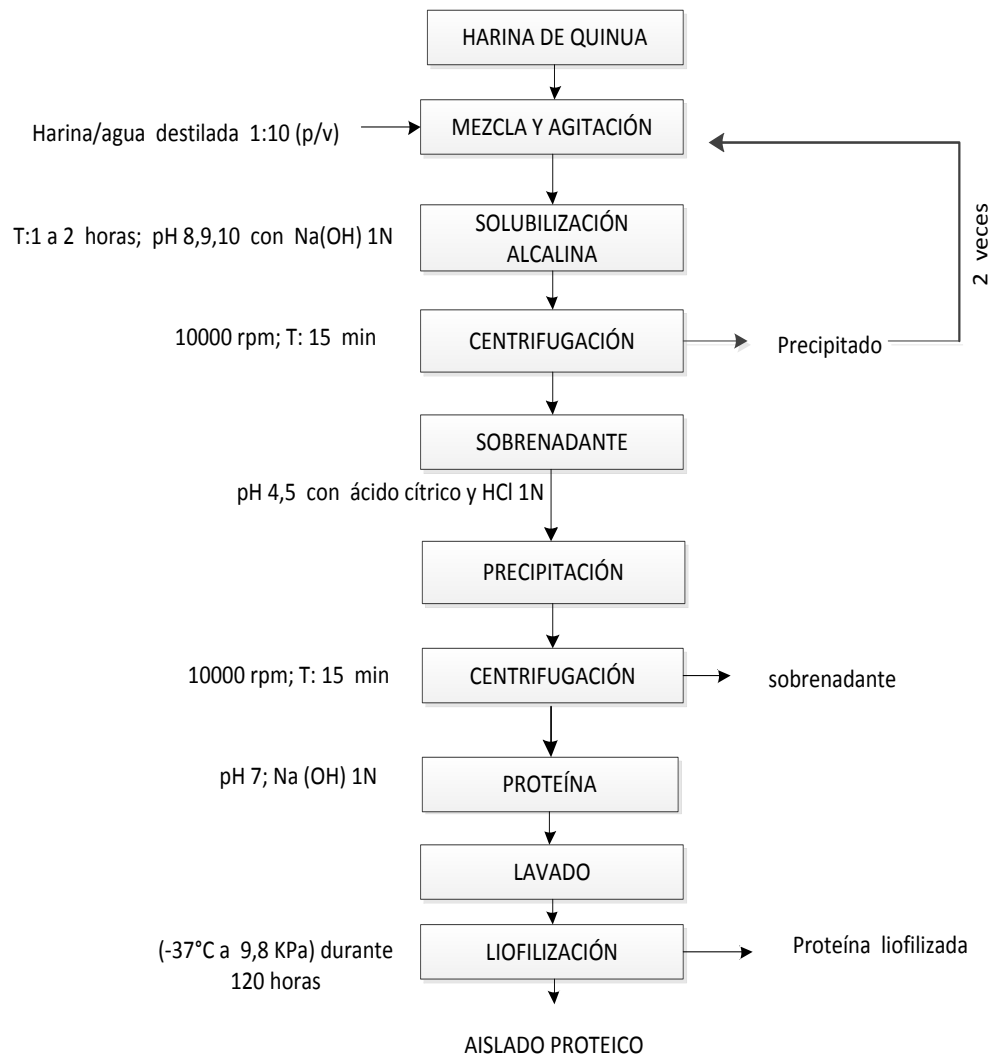 HARINA DE QUINUA
Harina/agua destilada 1:10 (p/v)
MEZCLA Y AGITACIÓN
T:1 a 2 horas; pH 8,9,10 con Na(OH) 1N
SOLUBILIZACIÓN
ALCALINA
2 veces
10000 rpm; T: 15 min
CENTRIFUGACIÓN
Precipitado
SOBRENADANTE
pH 4,5 con ácido cítrico y HCl 1N
PRECIPITACIÓN
10000 rpm; T: 15 min
CENTRIFUGACIÓN
sobrenadante
pH 7; Na (OH) 1N
PROTEÍNA
LAVADO
(-37°C a 9,8 KPa) durante
120 horas
LIOFILIZACIÓN
Proteína liofilizada
AISLADO PROTEICO